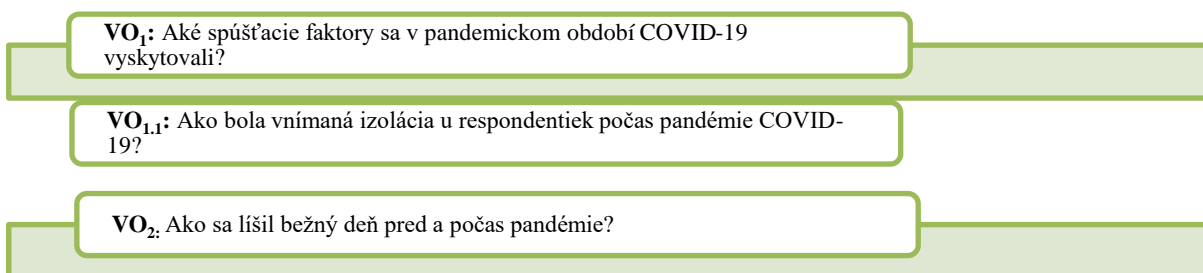 VO₁: Aké spúšťacie faktory sa v pandemickom období COVID-19
vyskytovali?
VO₁.₁: Ako bola vnímaná izolácia u respondentiek počas pandémie COVID-
19?
VO₂: Ako sa líšil bežný deň pred a počas pandémie?